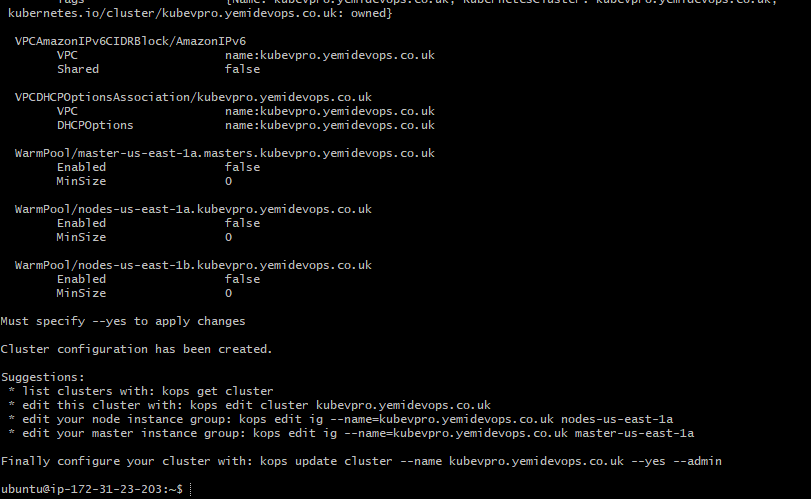 Tags {Name: kubevpro.yemidevops.co.uk, KubernetesCluster: kubevpro.yemidevops.co.uk,
kubernetes.io/cluster/kubevpro.yemidevops.co.uk: owned}
VPCAmazonIPv6CIDRBlock/AmazonIPv6
VPC name:kubevpro.yemidevops.co.uk
Shared false
VPCDHCPOptionsAssociation/kubevpro.yemidevops.co.uk
VPC name:kubevpro.yemidevops.co.uk
DHCPOptions name:kubevpro.yemidevops.co.uk
WarmPool/master-us-east-1a.masters.kubevpro.yemidevops.co.uk
Enabled false
MinSize 0
WarmPool/nodes-us-east-1a.kubevpro.yemidevops.co.uk
Enabled false
MinSize 0
WarmPool/nodes-us-east-1b.kubevpro.yemidevops.co.uk
Enabled false
MinSize 0
Must specify --yes to apply changes
Cluster configuration has been created.
Suggestions:
* list clusters with: kops get cluster
* edit this cluster with: kops edit cluster kubevpro.yemidevops.co.uk
* edit your node instance group: kops edit ig --name=kubevpro.yemidevops.co.uk nodes-us-east-1a
* edit your master instance group: kops edit ig --name=kubevpro.yemidevops.co.uk master-us-east-1a
Finally configure your cluster with: kops update cluster --name kubevpro.yemidevops.co.uk --yes --admin
ubuntu@ip-172-31-23-203:~$